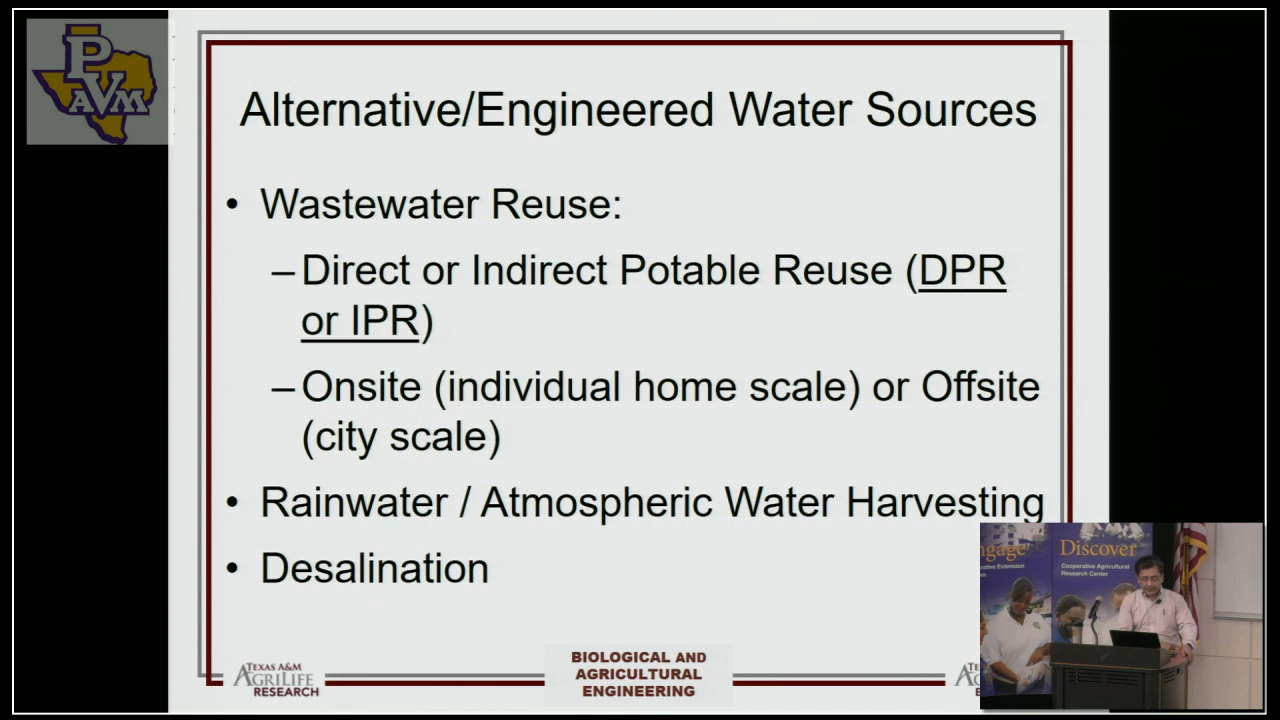 PV
AVM
Alternative/Engineered Water Sources
• Wastewater Reuse:
– Direct or Indirect Potable Reuse (DPR
or IPR)
– Onsite (individual home scale) or Offsite
(city scale)
• Rainwater / Atmospheric Water Harvesting
• Desalination
Discover
Cooperative Agricultural
Research Center
TEXAS A&M
AGRILIFE
RESEARCH
BIOLOGICAL AND
AGRICULTURAL
ENGINEERING